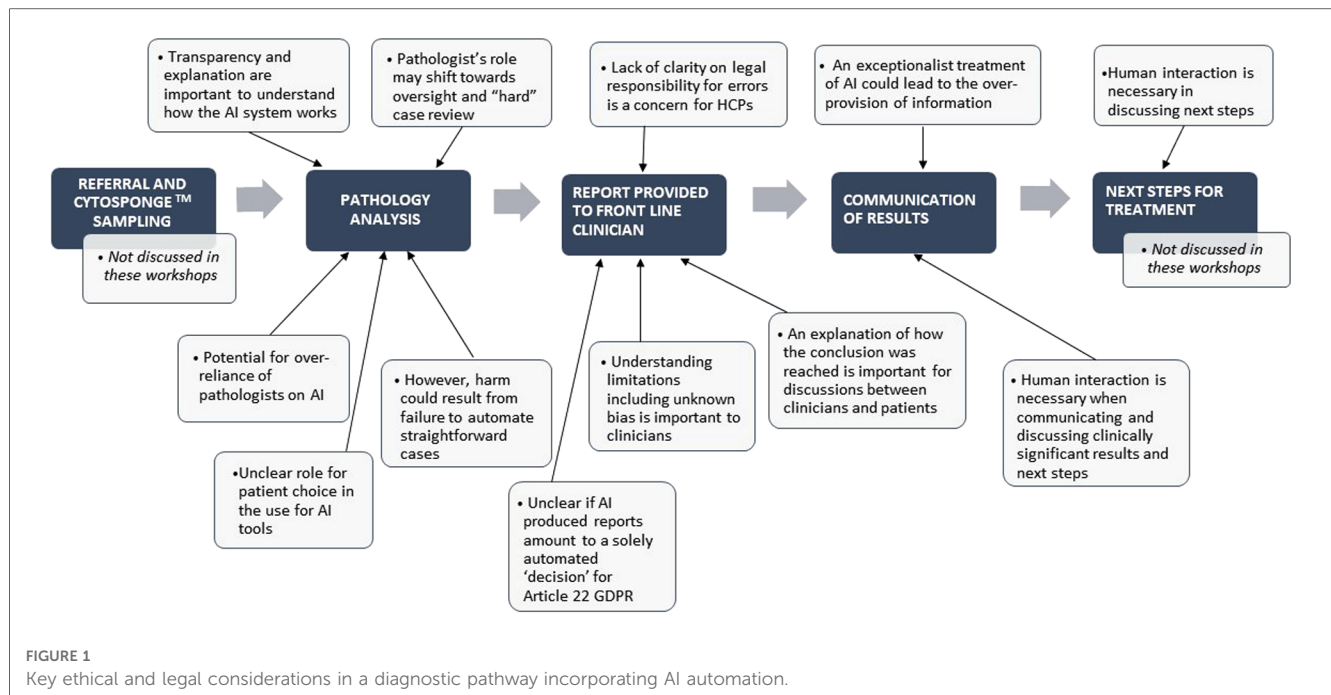 • Transparency and
explanation are
important to understand
how the AI system works
• Pathologist's role
may shift towards
oversight and “hard”
case review
• Lack of clarity on legal
responsibility for errors
is a concern for HCPs
• An exceptionalist treatment
of AI could lead to the over-
provision of information
•Human interaction is
necessary in
discussing next steps
REFERRAL AND
CYTOSPONGE™
SAMPLING
• Not discussed in
these workshops
PATHOLOGY
ANALYSIS
REPORT PROVIDED
TO FRONT LINE
CLINICIAN
COMMUNICATION
OF RESULTS
NEXT STEPS FOR
TREATMENT
• Not discussed in
these workshops
• Potential for over-
reliance of
pathologists on AI
•Unclear role for
patient choice in
the use for AI
tools
• However, harm
could result from
failure to automate
straightforward
cases
• Unclear if AI
produced reports
amount to a solely
automated
‘decision’ for
Article 22 GDPR
• Understanding
limitations
including unknown
bias is important to
clinicians
• An explanation of how
the conclusion was
reached is important for
discussions between
clinicians and patients
• Human interaction is
necessary when
communicating and
discussing clinically
significant results and
next steps
FIGURE 1
Key ethical and legal considerations in a diagnostic pathway incorporating AI automation.